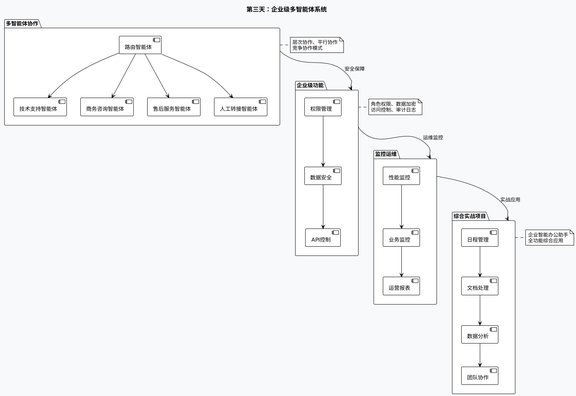 第三天：企业级多智能体系统
多智能体协作
路由智能体
层次协作、平行协作
竞争协作模式
技术支持智能体
商务咨询智能体
售后服务智能体
人工转接智能体
安全保障
企业级功能
权限管理
角色权限、数据加密
访问控制、审计日志
数据安全
API控制
运维监控
监控运维
性能监控
业务监控
运营报表
实战应用
综合实战项目
日程管理
企业智能办公助手
全功能综合应用
文档处理
数据分析
团队协作